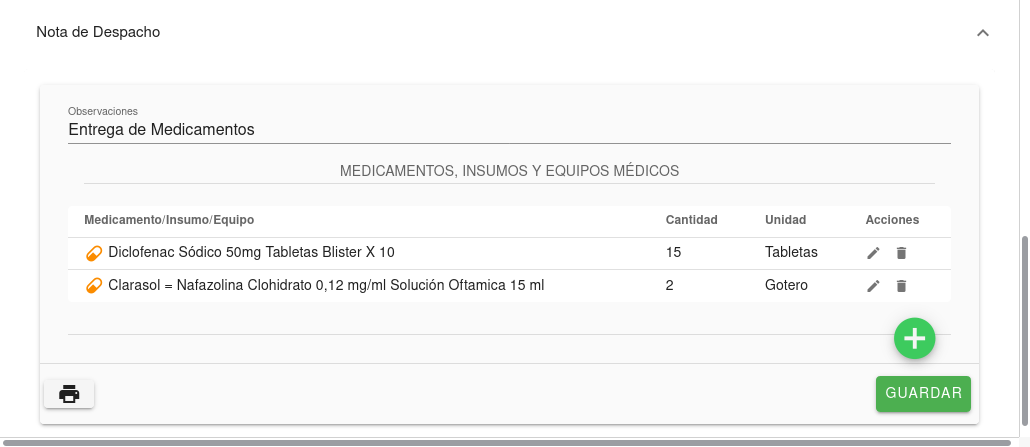 Nota de Despacho
Observaciones
Entrega de Medicamentos
MEDICAMENTOS, INSUMOS Y EQUIPOS MÉDICOS
Medicamento/Insumo/Equipo Cantidad Unidad Acciones
Diclofenac Sódico 50mg Tabletas Blister X 10 15 Tabletas
Clarasol = Nafazolina Clohidrato 0,12 mg/ml Solución Oftamica 15 ml 2 Gotero
GUARDAR